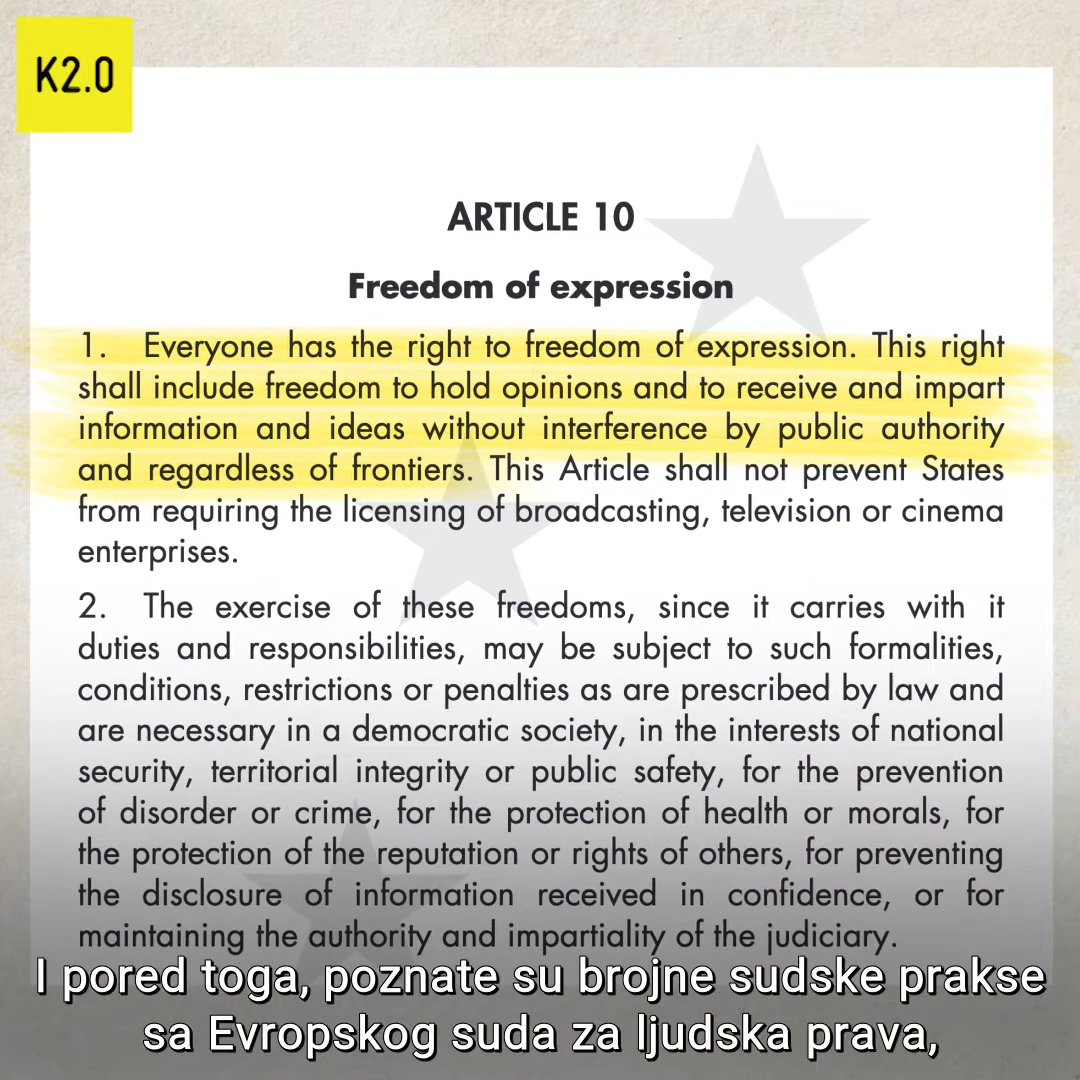 K2.0
ARTICLE 10
Freedom of expression
1. Everyone has the right to freedom of expression. This right
shall include freedom to hold opinions and to receive and impart
information and ideas without interference by public authority
and regardless of frontiers. This Article shall not prevent States
from requiring the licensing of broadcasting, television or cinema
enterprises.
2. The exercise of these freedoms, since it carries with it
duties and responsibilities, may be subject to such formalities,
conditions, restrictions or penalties as are prescribed by law and
are necessary in a democratic society, in the interests of national
security, territorial integrity or public safety, for the prevention
of disorder or crime, for the protection of health or morals, for
the protection of the reputation or rights of others, for preventing
the disclosure of information received in confidence, or for
maintaining the authority and impartiality of the judiciary.
I pored toga, poznate su brojne sudske prakse
sa Evropskog suda za ljudska prava,